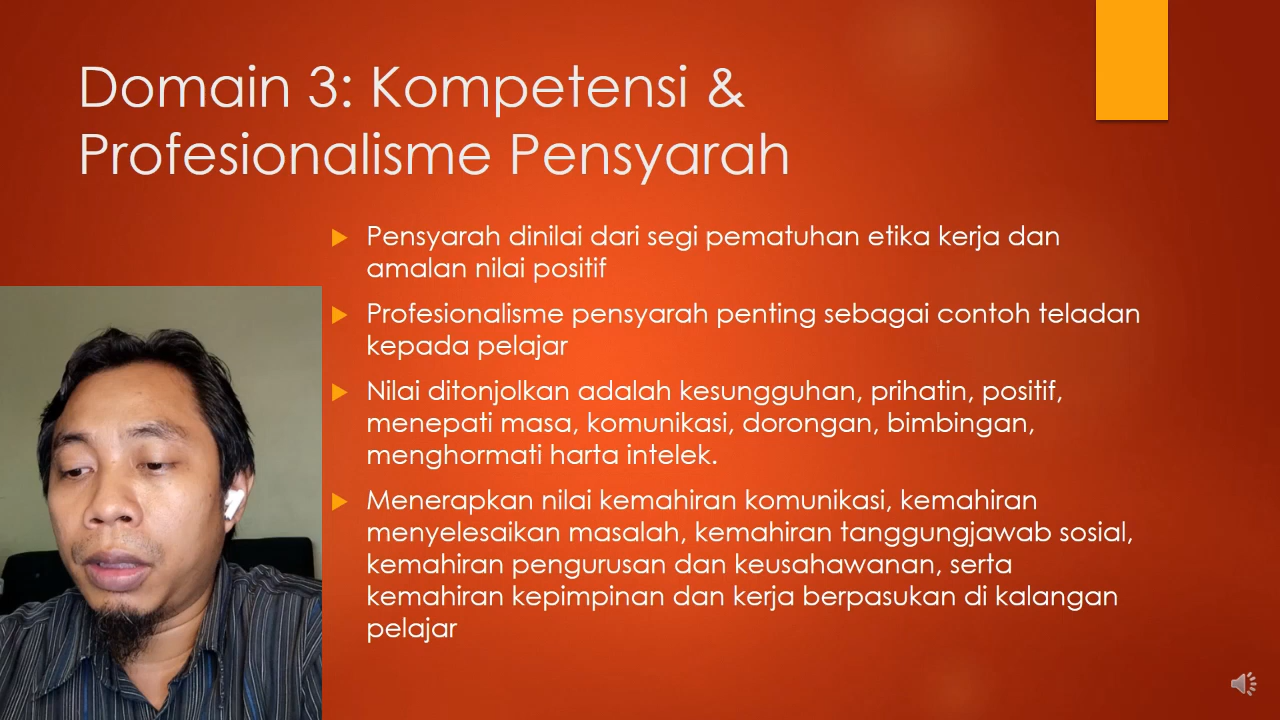 Domain 3: Kompetensi &
Profesionalisme Pensyarah
Pensyarah dinilai dari segi pematuhan etika kerja dan
amalan nilai positif
Profesionalisme pensyarah penting sebagai contoh teladan
kepada pelajar
Nilai ditonjolkan adalah kesungguhan, prihatin, positif,
menepati masa, komunikasi, dorongan, bimbingan,
menghormati harta intelek.
Menerapkan nilai kemahiran komunikasi, kemahiran
menyelesaikan masalah, kemahiran tanggungjawab sosial,
kemahiran pengurusan dan keusahawanan, serta
kemahiran kepimpinan dan kerja berpasukan di kalangan
pelajar